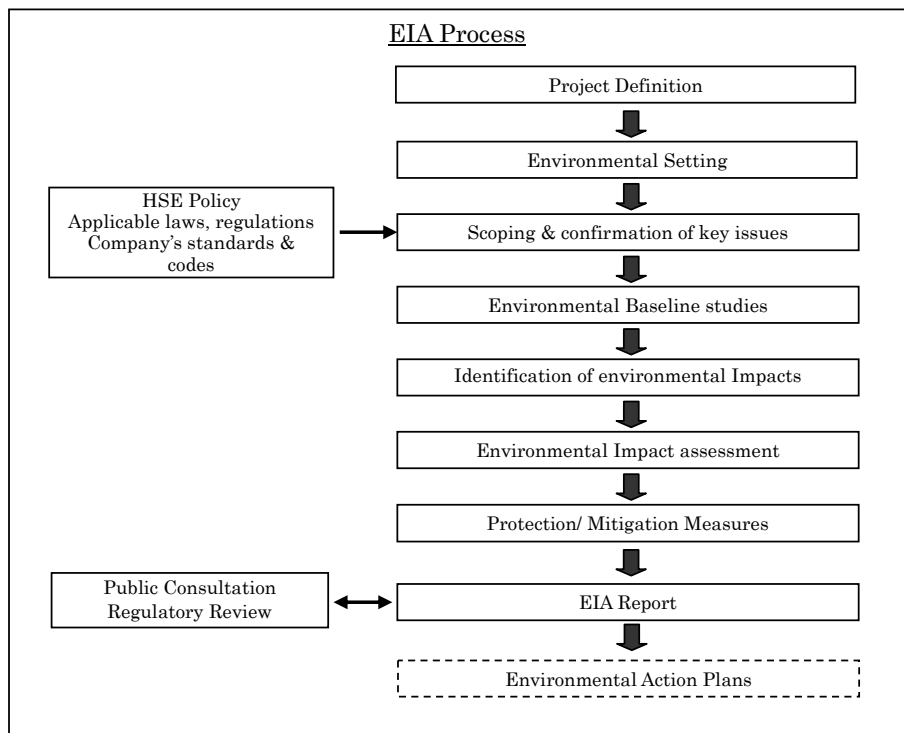 EIA Process
Project Definition
Environmental Setting
HSE Policy
Applicable laws, regulations
Company's standards &
codes
Scoping & confirmation of key issues
Environmental Baseline studies
Identification of environmental Impacts
Environmental Impact assessment
Protection/ Mitigation Measures
Public Consultation
Regulatory Review
EIA Report
Environmental Action Plans